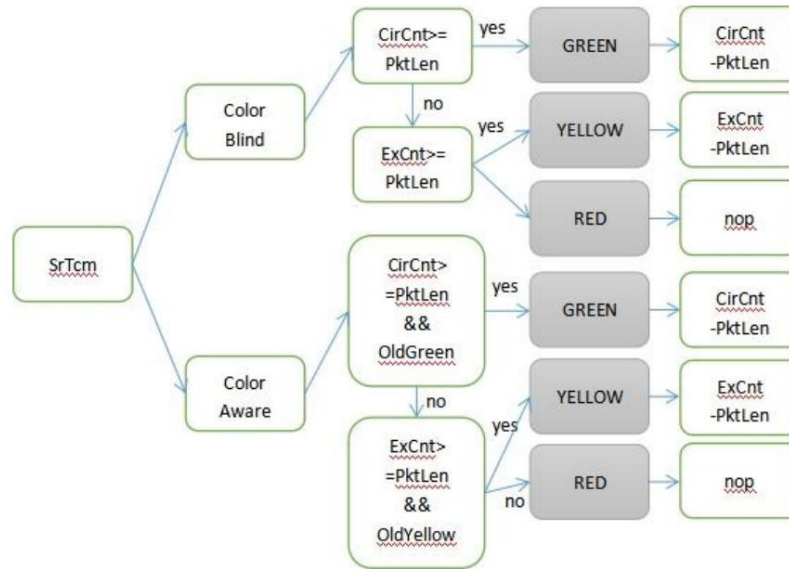 SrTcm
Color
Blind
CirCnt>=
PktLen
yes
GREEN
CirCnt
-PktLen
no
ExCnt>=
PktLen
yes
YELLOW
ExCnt
-PktLen
RED
nop
Color
Aware
CirCnt>
=PktLen
&&
OldGreen
yes
GREEN
CirCnt
-PktLen
no
ExCnt>
=PktLen
&&
OldYellow
yes
YELLOW
ExCnt
-PktLen
no
RED
nop